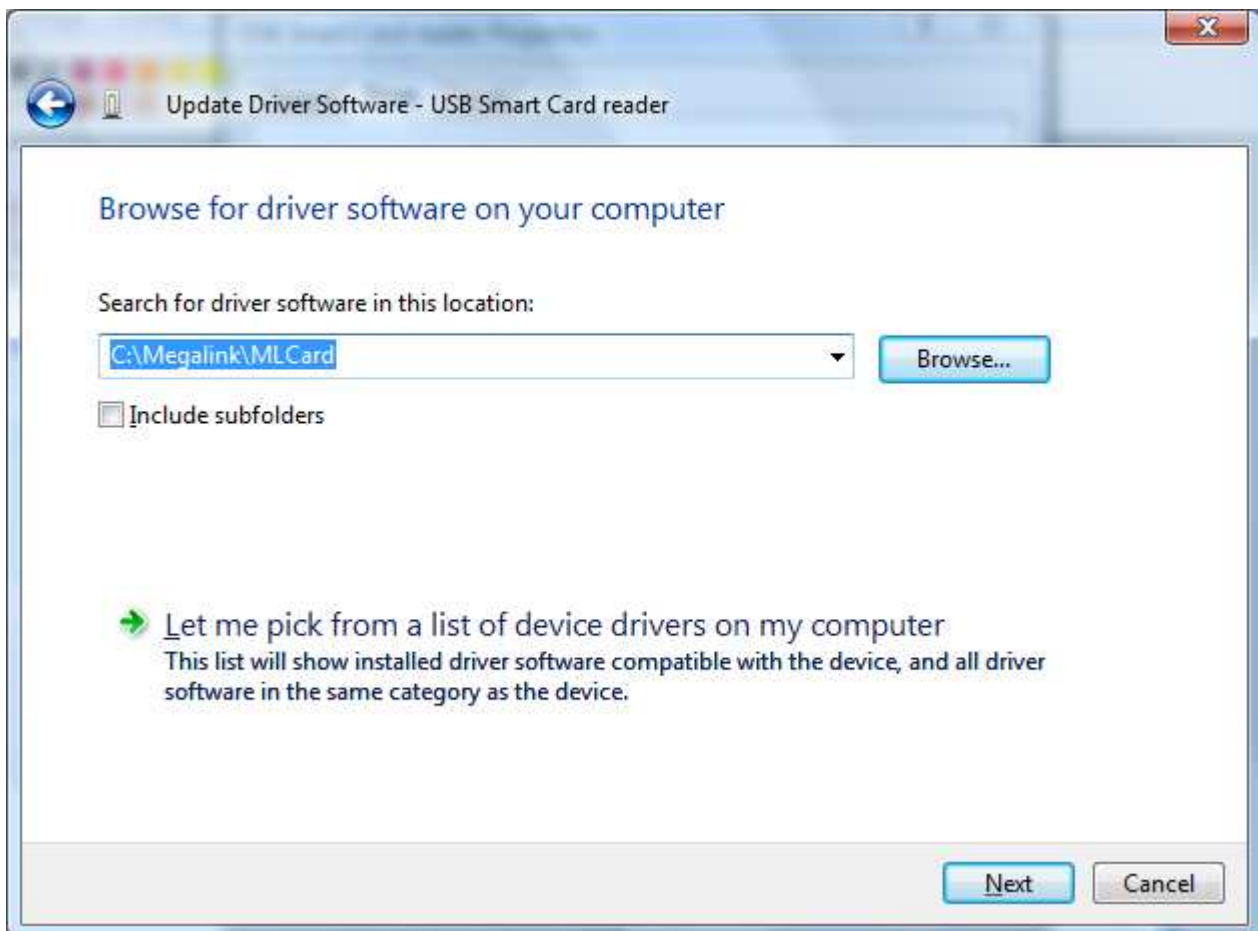 Update Driver Software - USB Smart Card reader
Browse for driver software on your computer
Search for driver software in this location:
C:\Megalink\MLCard
Browse...
Include subfolders
Let me pick from a list of device drivers on my computer
This list will show installed driver software compatible with the device, and all driver
software in the same category as the device.
Next
Cancel